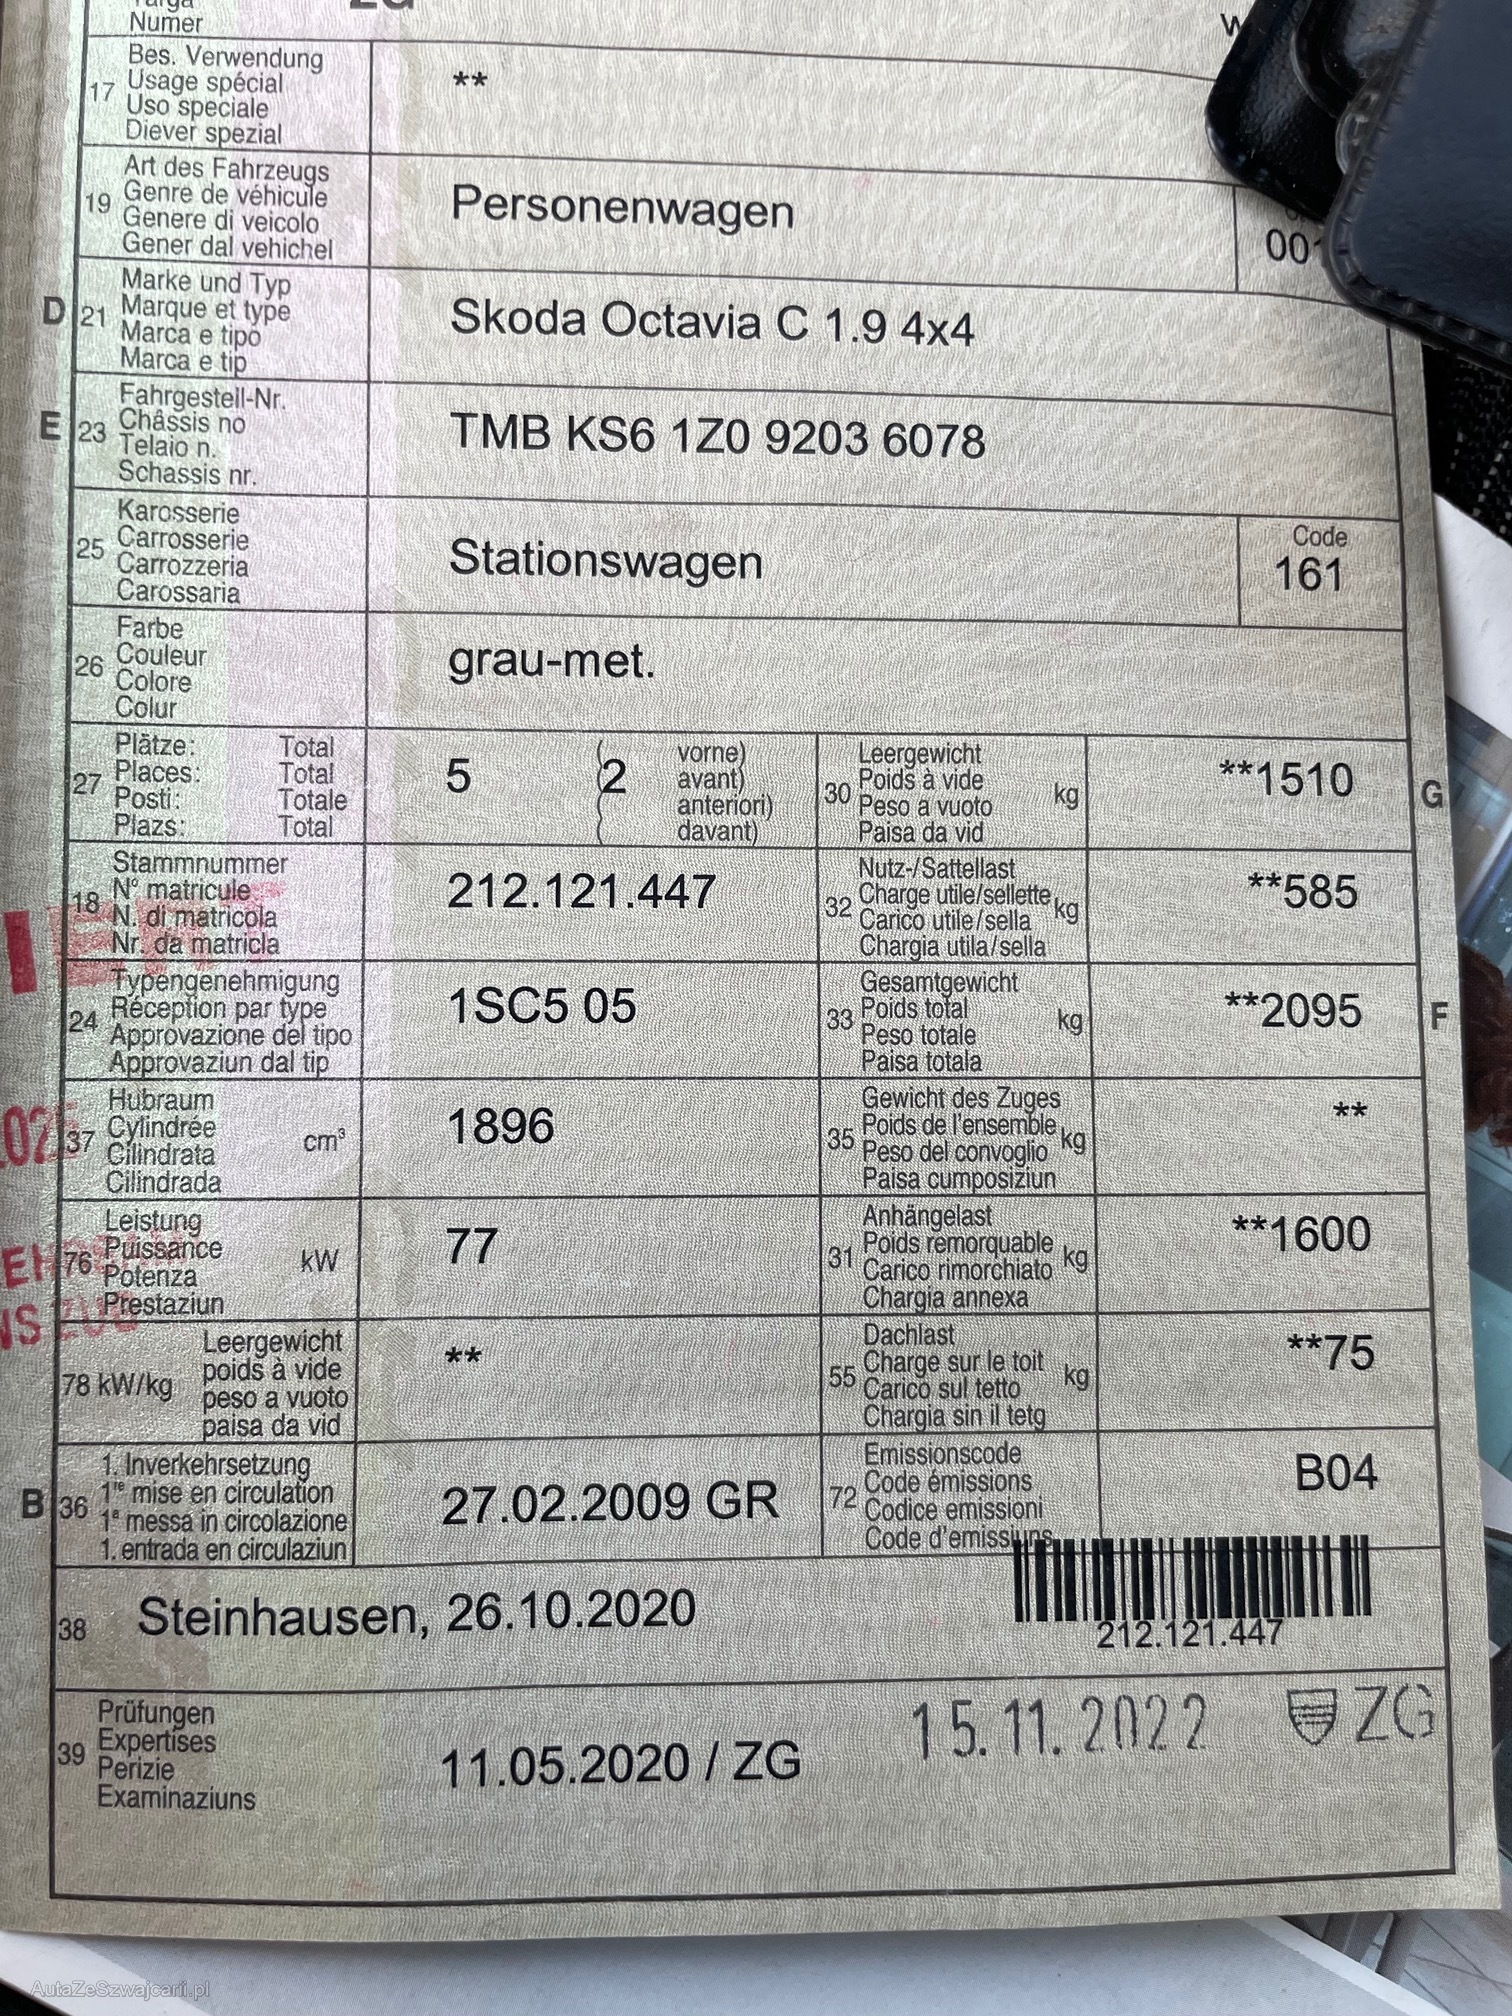 Targa
Numer
17
Bes. Verwendung
Usage spécial
Uso speciale
Diever spezial
**
19
Art des Fahrzeugs
Genre de véhicule
Genere di veicolo
Gener dal vehichel
Personenwagen
D 21
Marke und Typ
Marque et type
Marca e tipo
Marca e tip
Skoda Octavia C 1.9 4x4
E 23
Fahrgestell-Nr.
Châssis no
Telaio n.
Schassis nr.
TMB KS6 1Z0 9203 6078
25
Karosserie
Carrosserie
Carrozzeria
Carossaria
Stationswagen
Code
161
26
Farbe
Couleur
Colore
Colur
grau-met.
27
Plätze: Total
Places: Total
Posti: Totale
Plazs: Total
5 (2
vorne)
avant)
anteriori)
davant)
30
Leergewicht
Poids à vide
Peso a vuoto
Paisa da vid
kg
**1510
G
18
Stammnummer
N° matricule
N. di matricola
Nr. da matricla
212.121.447
32
Nutz-/Sattellast
Charge utile/sellette
Carico utile/sella
Chargia utila/sella
kg
**585
24
Typengenehmigung
Réception par type
Approvazione del tipo
Approvaziun dal tip
1SC5 05
33
Gesamtgewicht
Poids total
Peso totale
Paisa totala
kg
**2095
F
37
Hubraum
Cylindrée
Cilindrata
Cilindrada
cm³
1896
35
Gewicht des Zuges
Poids de l'ensemble
Peso del convoglio
Paisa cumposiziun
kg
**
76
Leistung
Puissance
Potenza
Prestaziun
kW
77
31
Anhängelast
Poids remorquable
Carico rimorchiato
Chargia annexa
kg
**1600
78 kW/kg
Leergewicht
poids à vide
peso a vuoto
paisa da vid
**
55
Dachlast
Charge sur le toit
Carico sul tetto
Chargia sin il tetg
kg
**75
B 36
1. Inverkehrsetzung
1re mise en circulation
1a messa in circolazione
1. entrada en circulaziun
27.02.2009 GR
72
Emissionscode
Code émissions
Codice emissioni
Code d'emissiuns
B04
38
Steinhausen, 26.10.2020
212.121.447
39
Prüfungen
Expertises
Perizie
Examinaziuns
11.05.2020 / ZG
15.11.2022 ZG
AutaZeSzwajcarii.pl